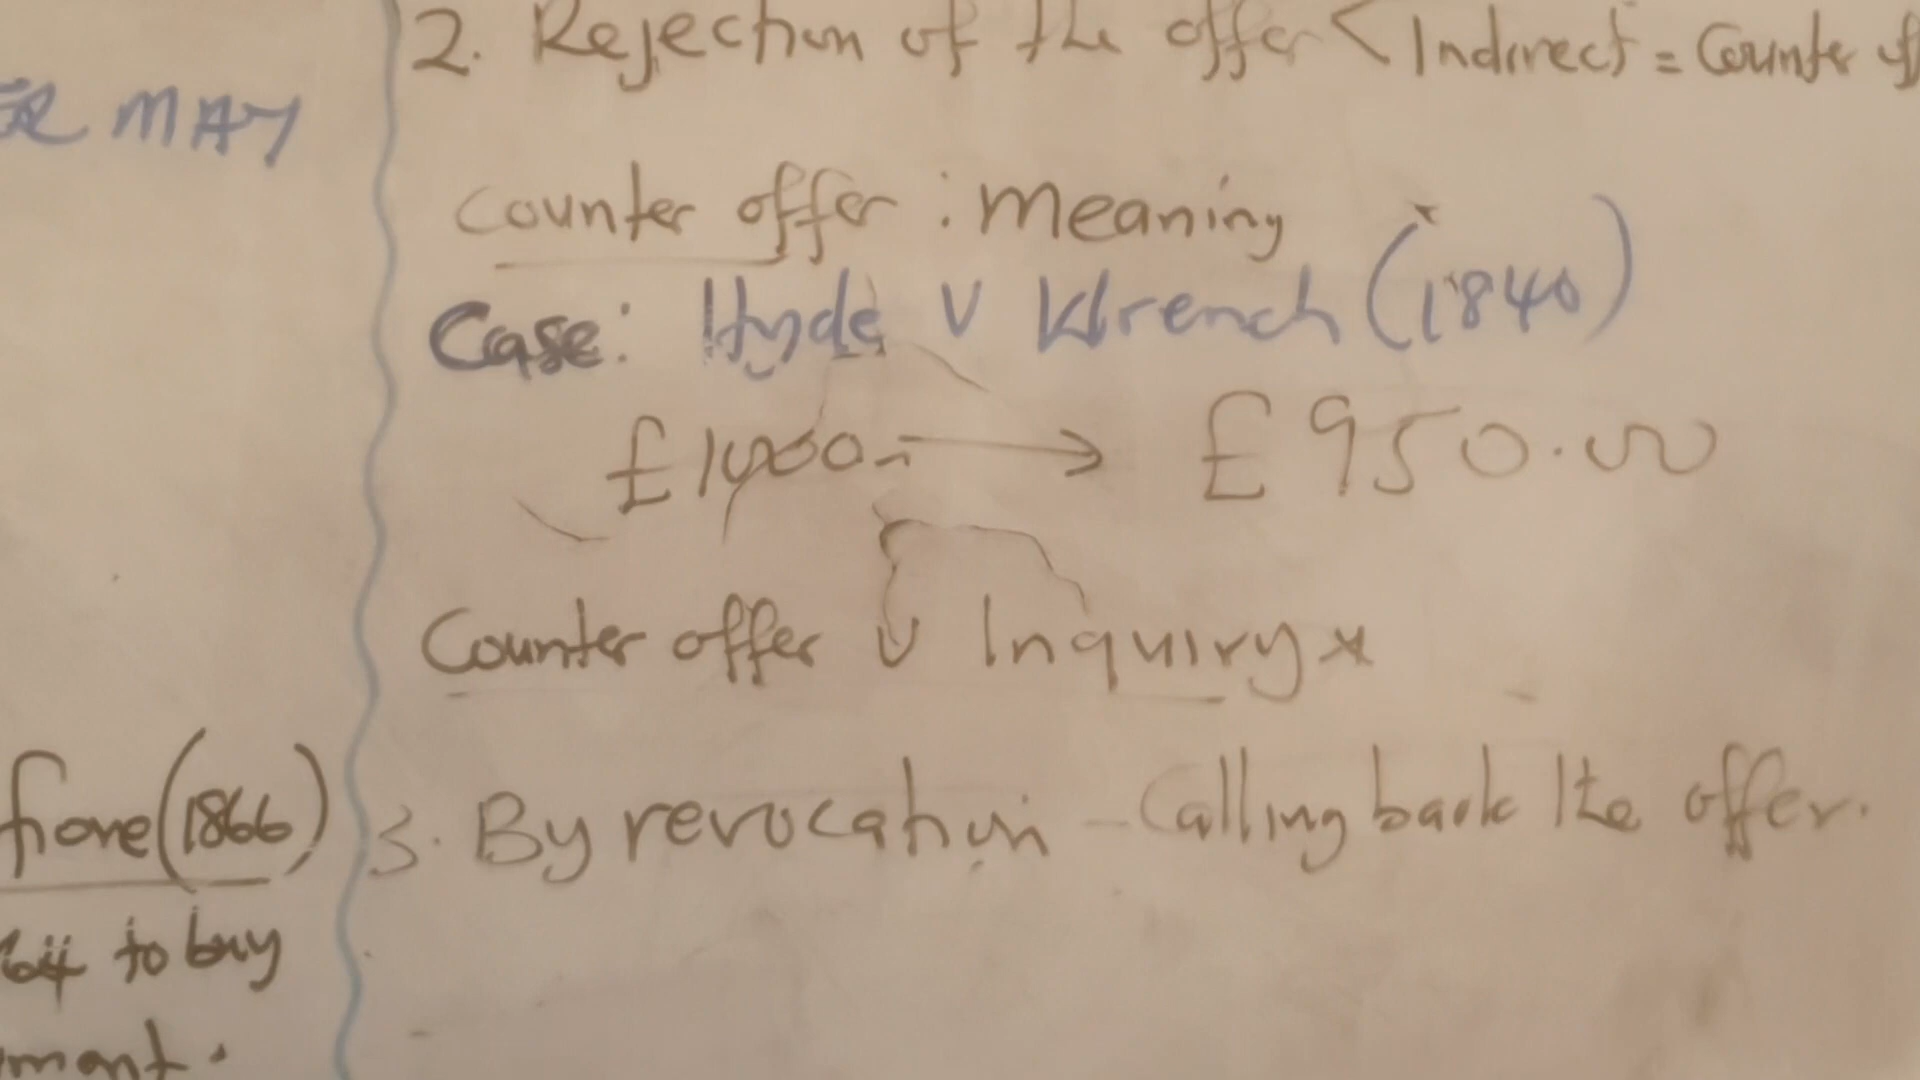 2. Rejection of the offer < Indirect = Counter
MAY
Counter offer : meaning
Case: Hyde V Wrench (1840)
£1000 → £950.00
Counter offer V Inquiry *
3. By revocation - Calling back the offer.
fiore (1866)
to buy